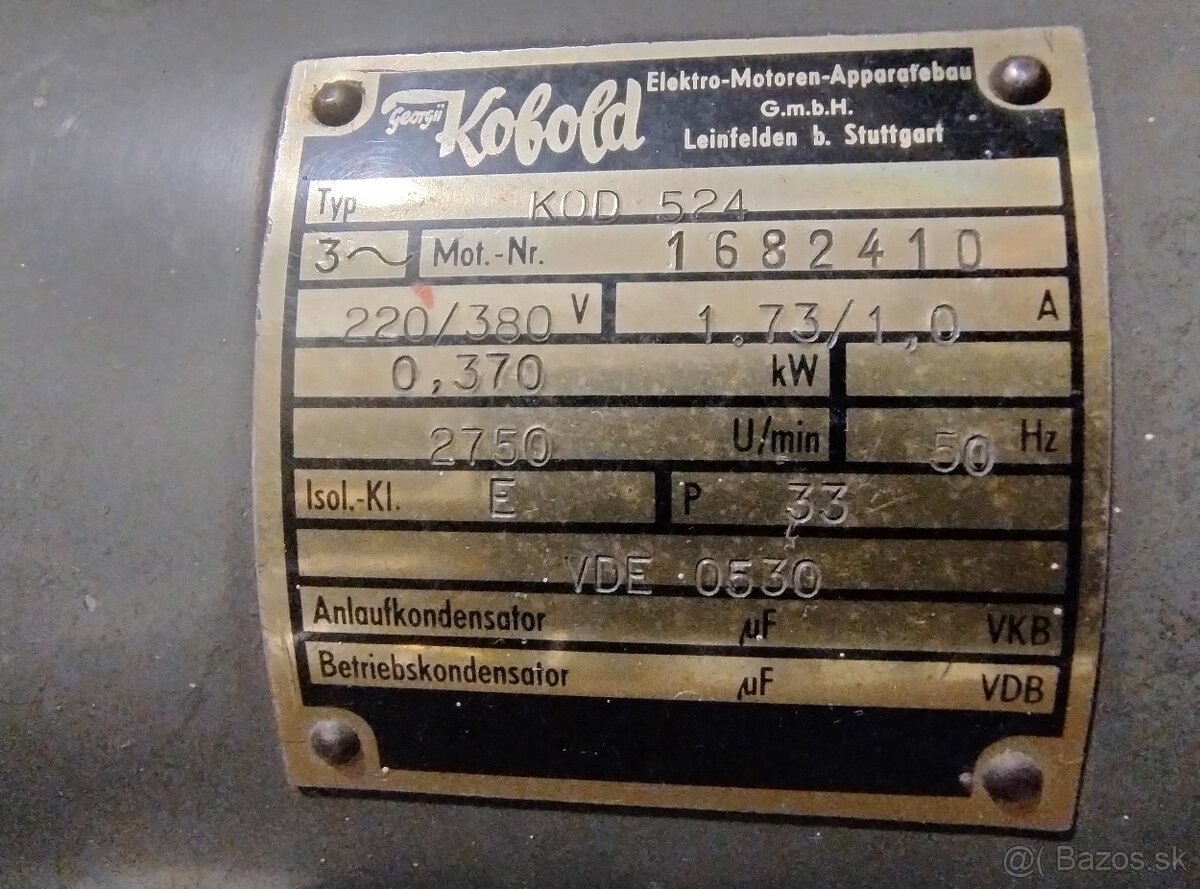 Georgii Kobold
Elektro-Motoren-Apparatebau
G.m.b.H.
Leinfelden b. Stuttgart
Typ KOD 524
3~ Mot.-Nr. 1682410
220/380 V 1.73/1,0 A
0,370 kW
2750 U/min 50 Hz
Isol.-Kl. E P 33
VDE 0530
Anlaufkondensator µF VKB
Betriebskondensator µF VDB
@( Bazos.sk